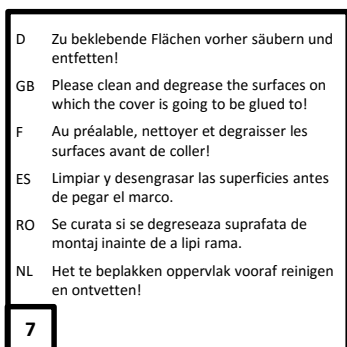 D Zu beklebende Flächen vorher säubern und
entfetten!
GB Please clean and degrease the surfaces on
which the cover is going to be glued to!
F Au préalable, nettoyer et degraisser les
surfaces avant de coller!
ES Limpiar y desengrasar las superficies antes
de pegar el marco.
RO Se curata si se degreseaza suprafata de
montaj inainte de a lipi rama.
NL Het te beplakken oppervlak vooraf reinigen
en ontvetten!
7